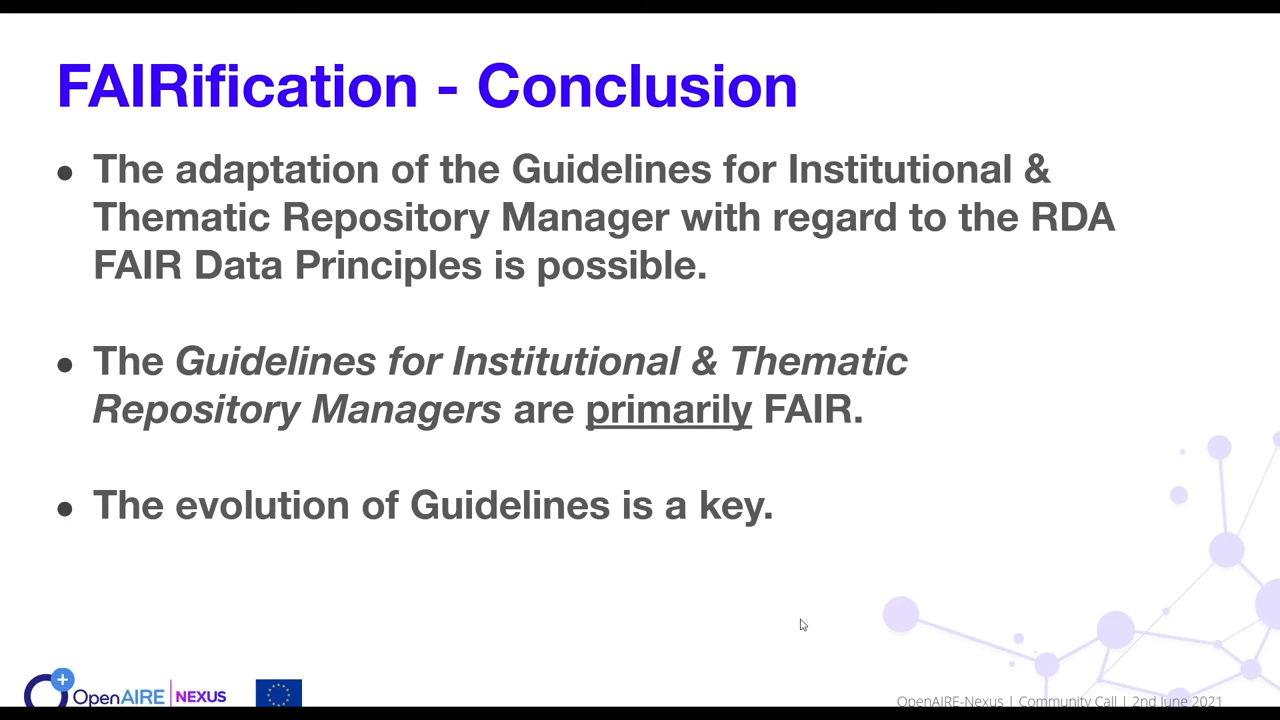 FAIRification - Conclusion
• The adaptation of the Guidelines for Institutional &
Thematic Repository Manager with regard to the RDA
FAIR Data Principles is possible.
• The Guidelines for Institutional & Thematic
Repository Managers are primarily FAIR.
• The evolution of Guidelines is a key.
OpenAIRE | NEXUS
OpenAIRE-Nexus | Community Call | 2nd June 2021